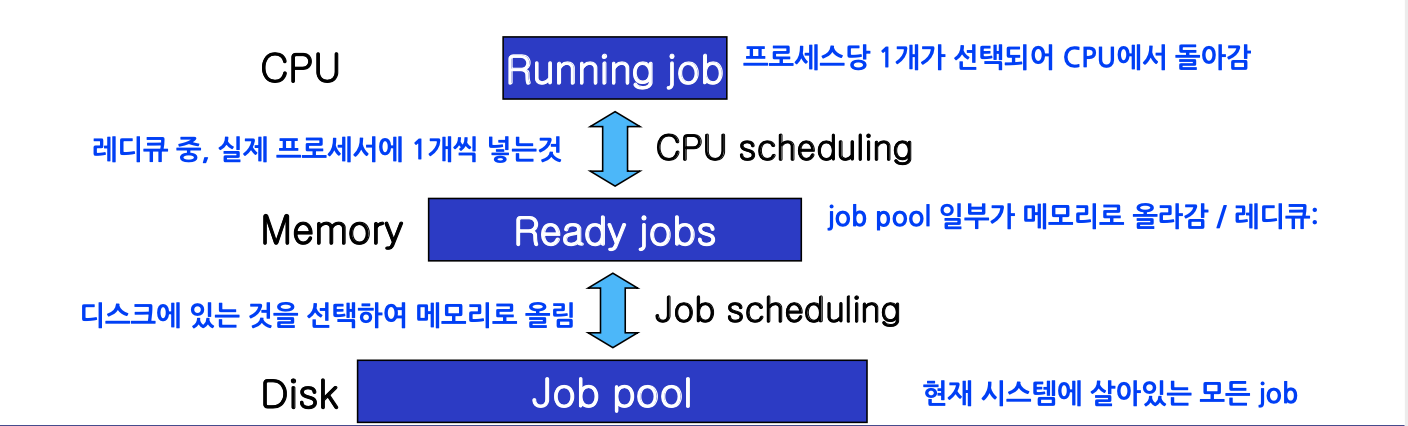 CPU
Running job
프로세스당 1개가 선택되어 CPU에서 돌아감
레디큐 중, 실제 프로세서에 1개씩 넣는것
CPU scheduling
Memory
Ready jobs
job pool 일부가 메모리로 올라감 / 레디큐:
디스크에 있는 것을 선택하여 메모리로 올림
Job scheduling
Disk
Job pool
현재 시스템에 살아있는 모든 job